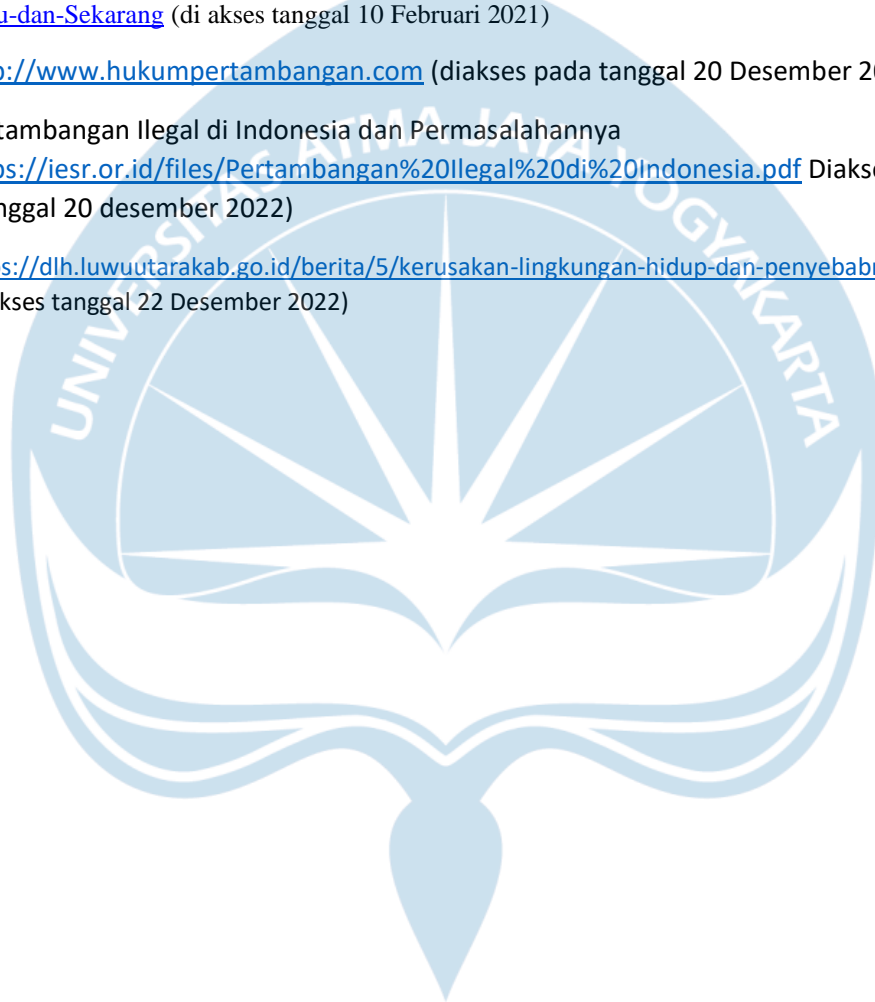 u-dan-Sekarang (di akses tanggal 10 Februari 2021)
p://www.hukumpertambangan.com (diakses pada tanggal 20 Desember 20
tambangan Ilegal di Indonesia dan Permasalahannya
ps://iesr.or.id/files/Pertambangan%20Ilegal%20di%20Indonesia.pdf Diakse
nggal 20 desember 2022)
s://dlh.luwuutarakab.go.id/berita/5/kerusakan-lingkungan-hidup-dan-penyebab
kses tanggal 22 Desember 2022)
UNIVERSITAS ATMA JAYA YOGYAKARTA